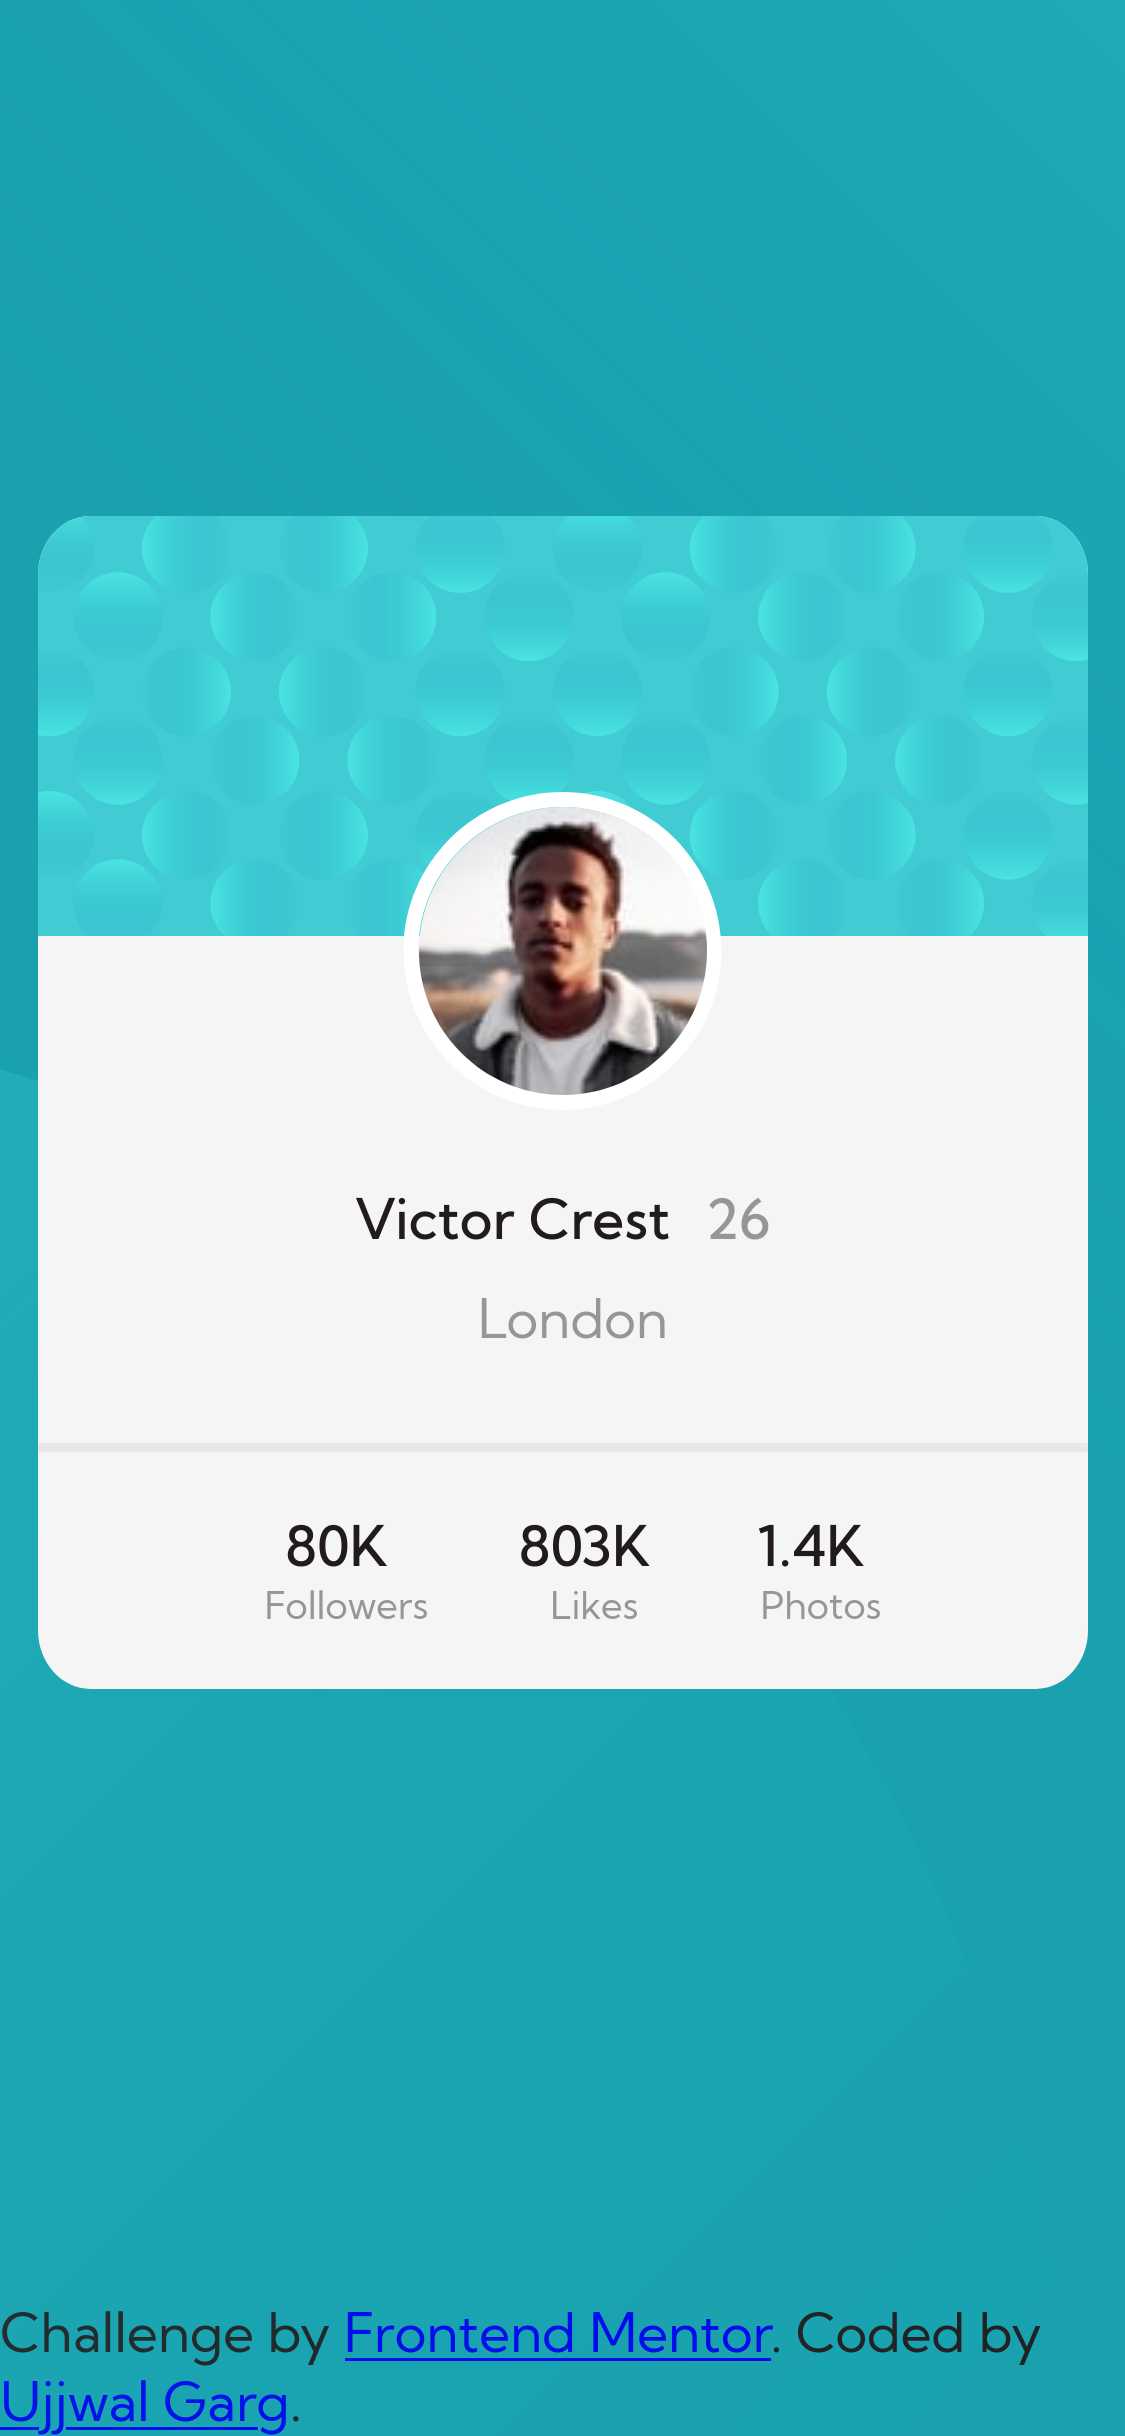 Victor Crest 26
London
80K 803K 1.4K
Followers Likes Photos
Challenge by Frontend Mentor. Coded by
Ujjwal Garg.